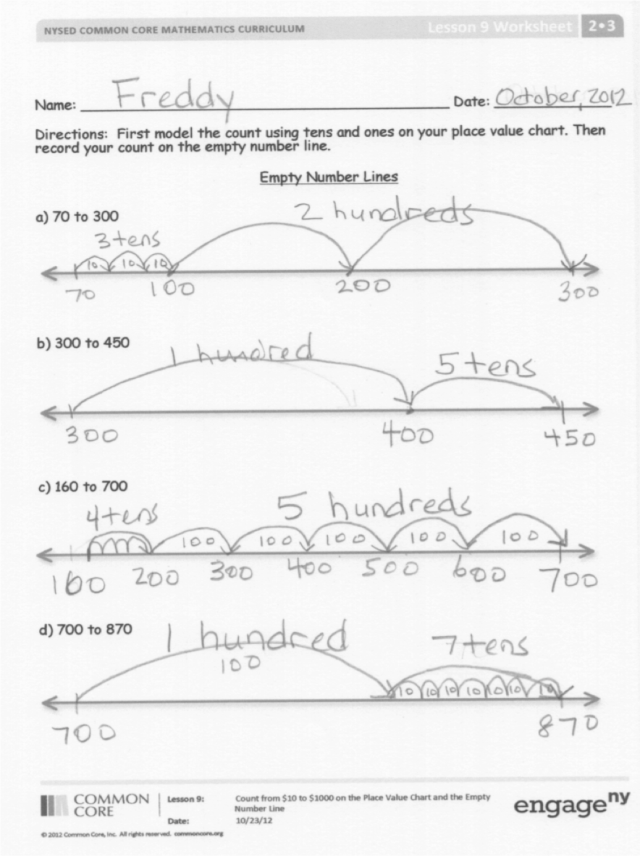 NYSED COMMON CORE MATHEMATICS CURRICULUM Lesson 9 Worksheet 2•3
Name: Freddy Date: October, 2012
Directions: First model the count using tens and ones on your place value chart. Then
record your count on the empty number line.
Empty Number Lines
a) 70 to 300
2 hundreds
3 tens
10 10 10
70 100 200 300
b) 300 to 450
1 hundred 5 tens
300 400 450
c) 160 to 700
4 tens 5 hundreds
100 100 100 100 100
160 200 300 400 500 600 700
d) 700 to 870
1 hundred 7 tens
100
10 10 10 10 10 10 10
700 870
COMMON CORE Lesson 9: Count from $10 to $1000 on the Place Value Chart and the Empty
Number Line
Date: 10/23/12
engage ny
© 2012 Common Core, Inc. All rights reserved. commoncore.org